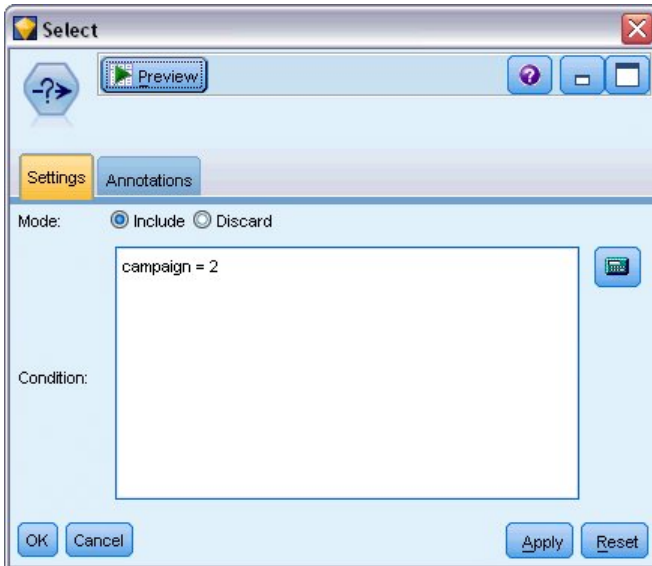 Select
-?➤
Preview
?
Settings
Annotations
Mode:
Include
Discard
campaign = 2
Condition:
OK
Cancel
Apply
Reset